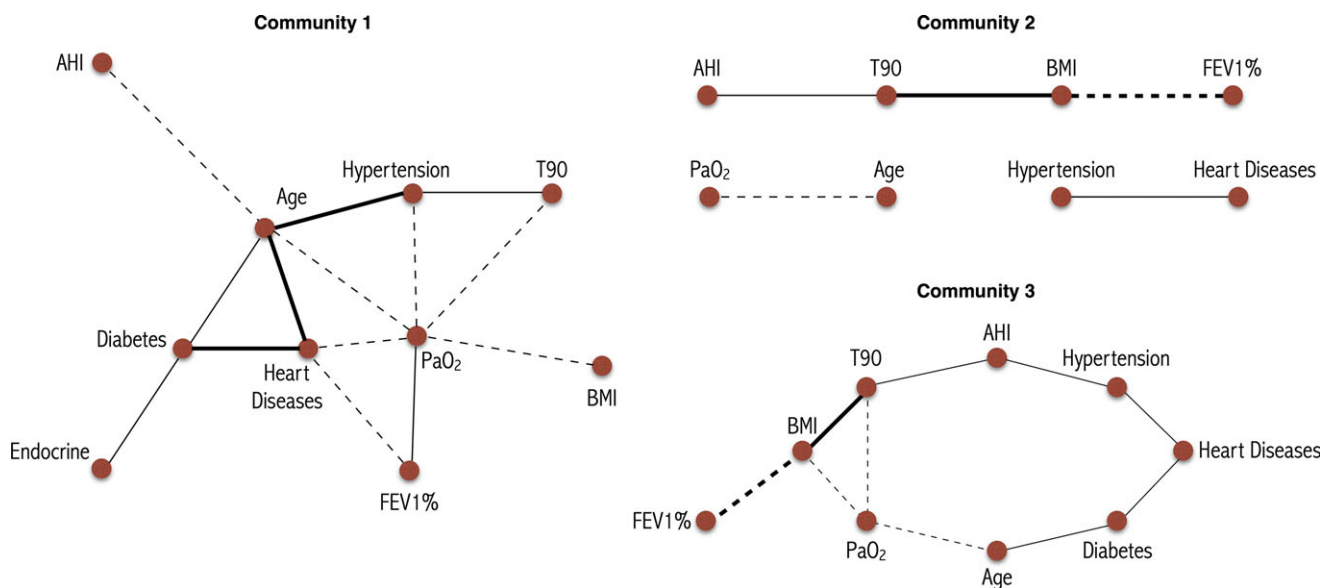 Community 1
AHI
Hypertension
T90
Age
Diabetes
Heart
Diseases
PaO₂
BMI
Endocrine
FEV1%
Community 2
AHI
T90
BMI
FEV1%
PaO₂
Age
Hypertension
Heart Diseases
Community 3
AHI
T90
Hypertension
BMI
Heart Diseases
FEV1%
PaO₂
Diabetes
Age